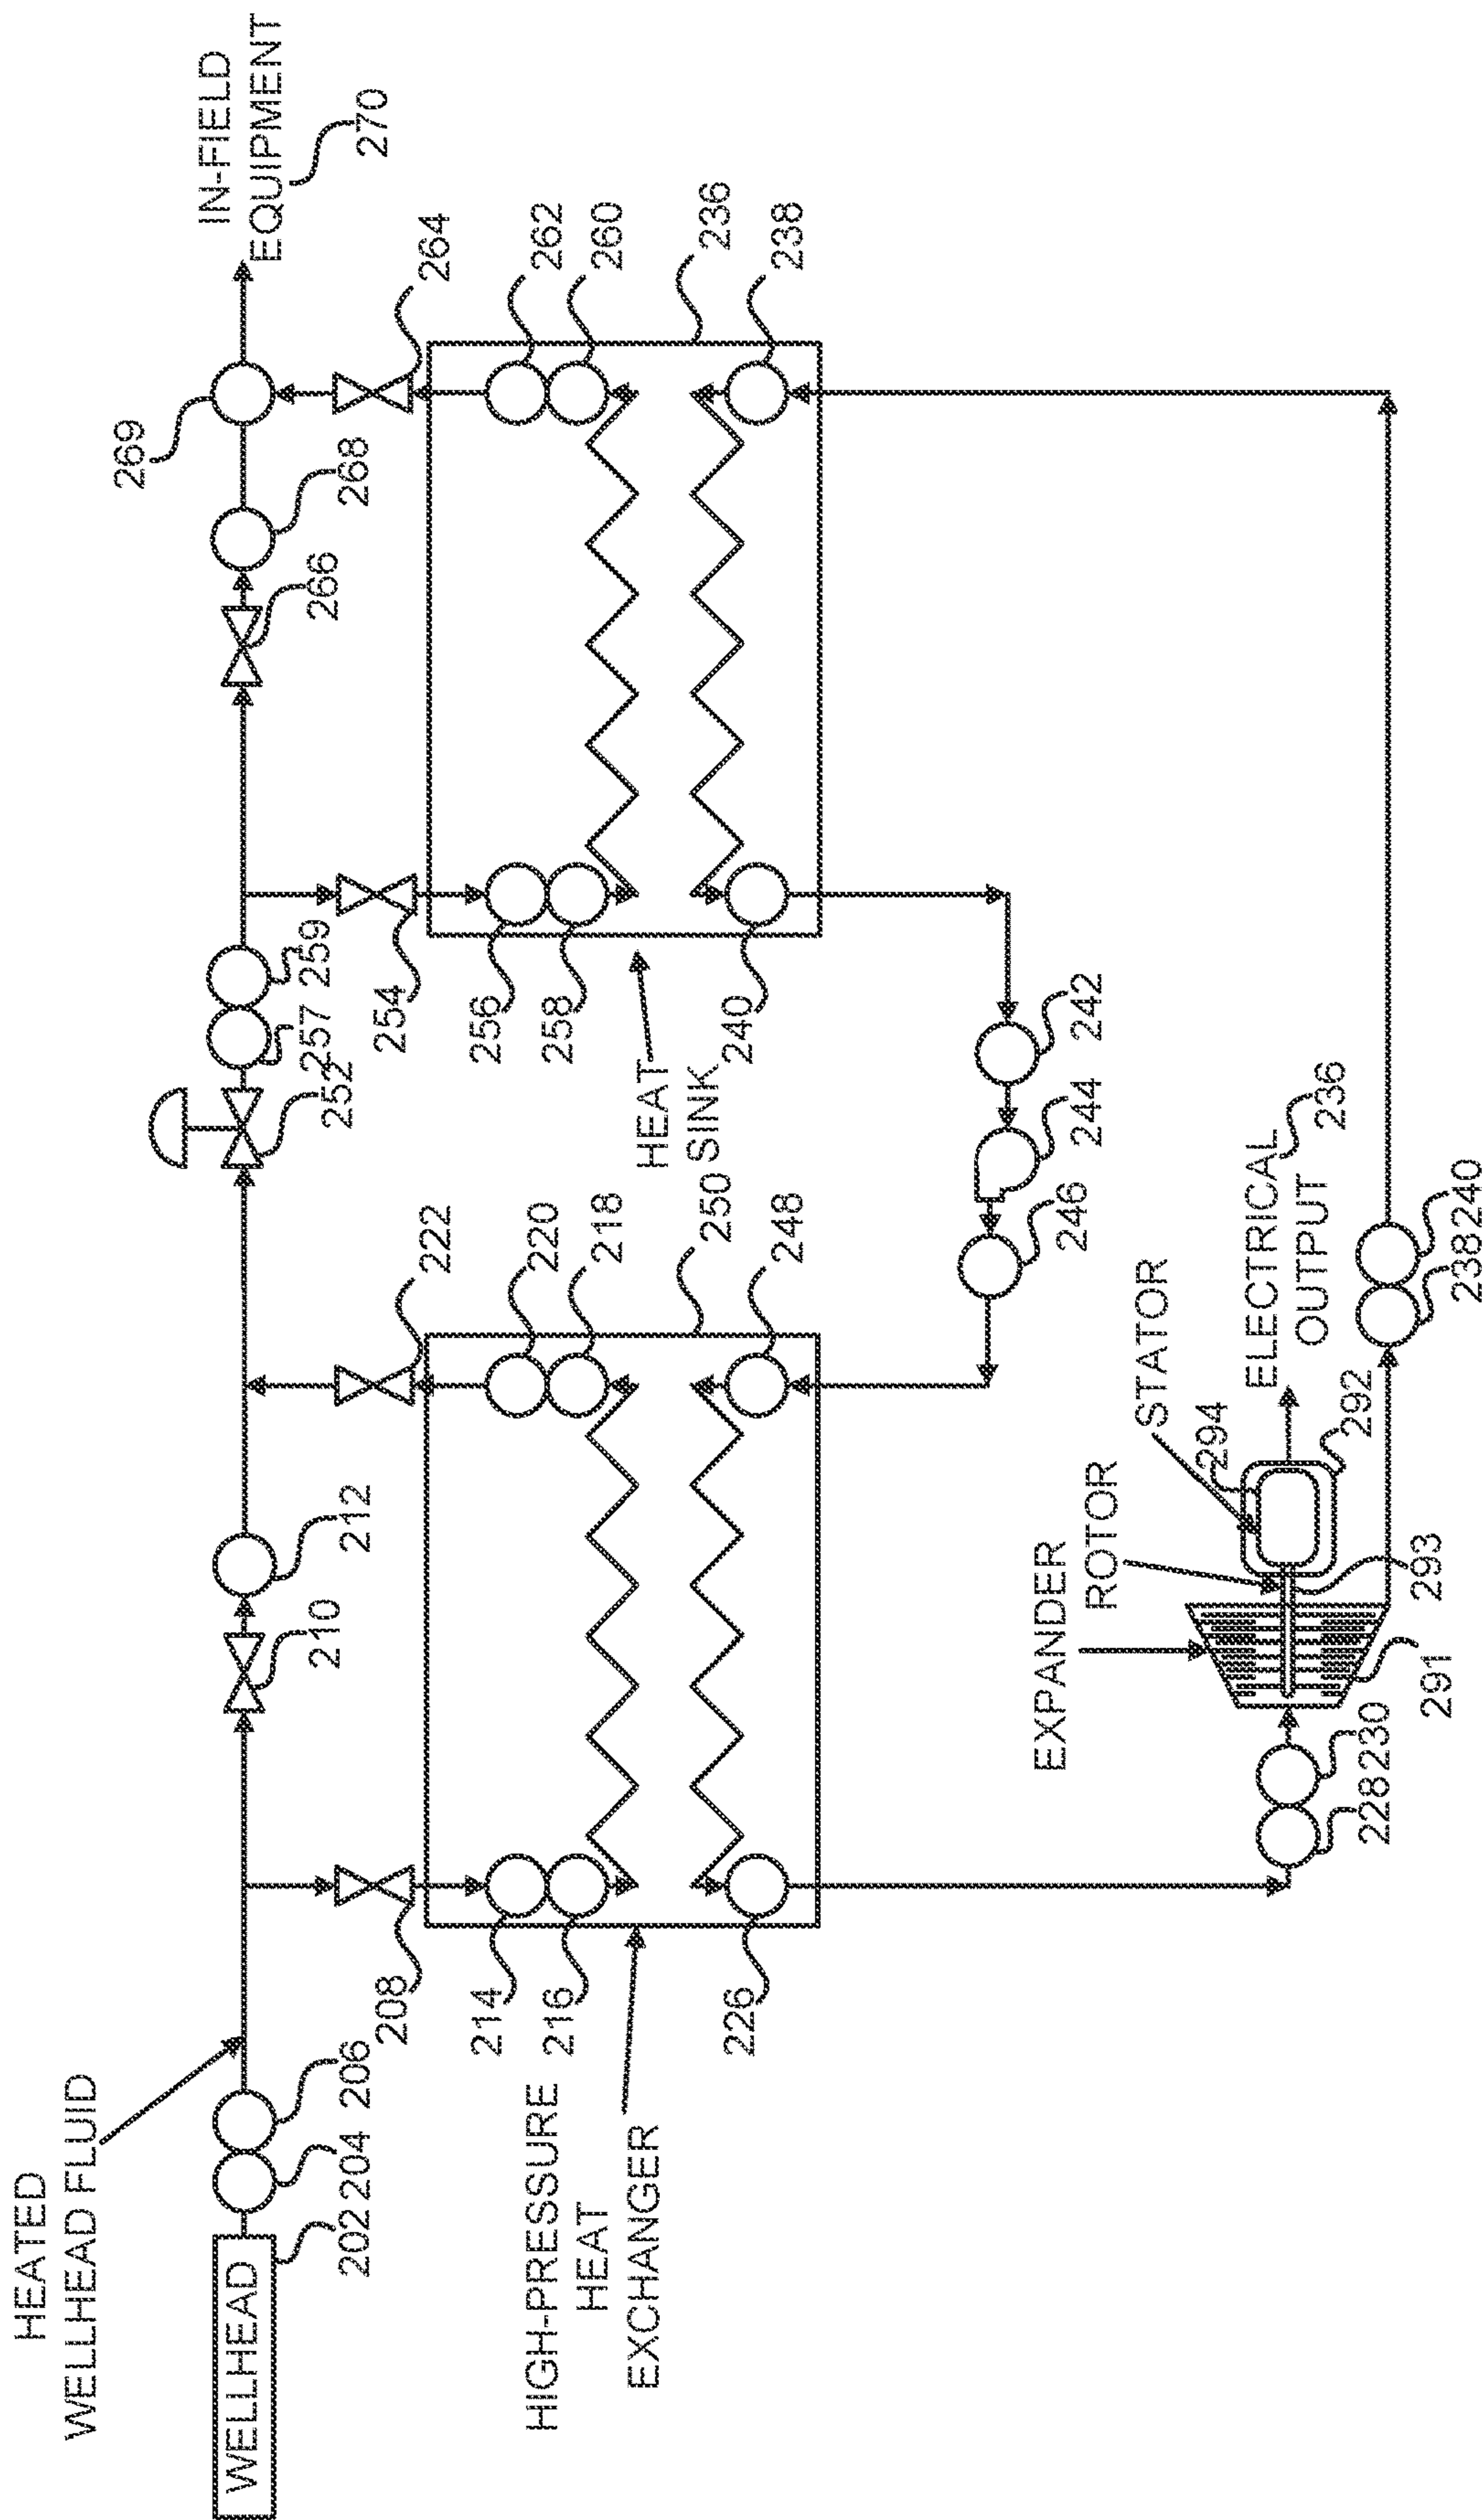 HEATED
WELLHEAD FLUID
WELLHEAD
202
204
206
208
210
212
214
216
218
220
222
HIGH-PRESSURE
HEAT
EXCHANGER
226
248
250
252
257
259
254
256
258
HEAT
SINK
240
242
244
246
266
268
269
IN-FIELD
EQUIPMENT
270
264
262
260
236
238
EXPANDER
ROTOR
STATOR
294
ELECTRICAL
OUTPUT
236
292
293
291
228
230
238
240